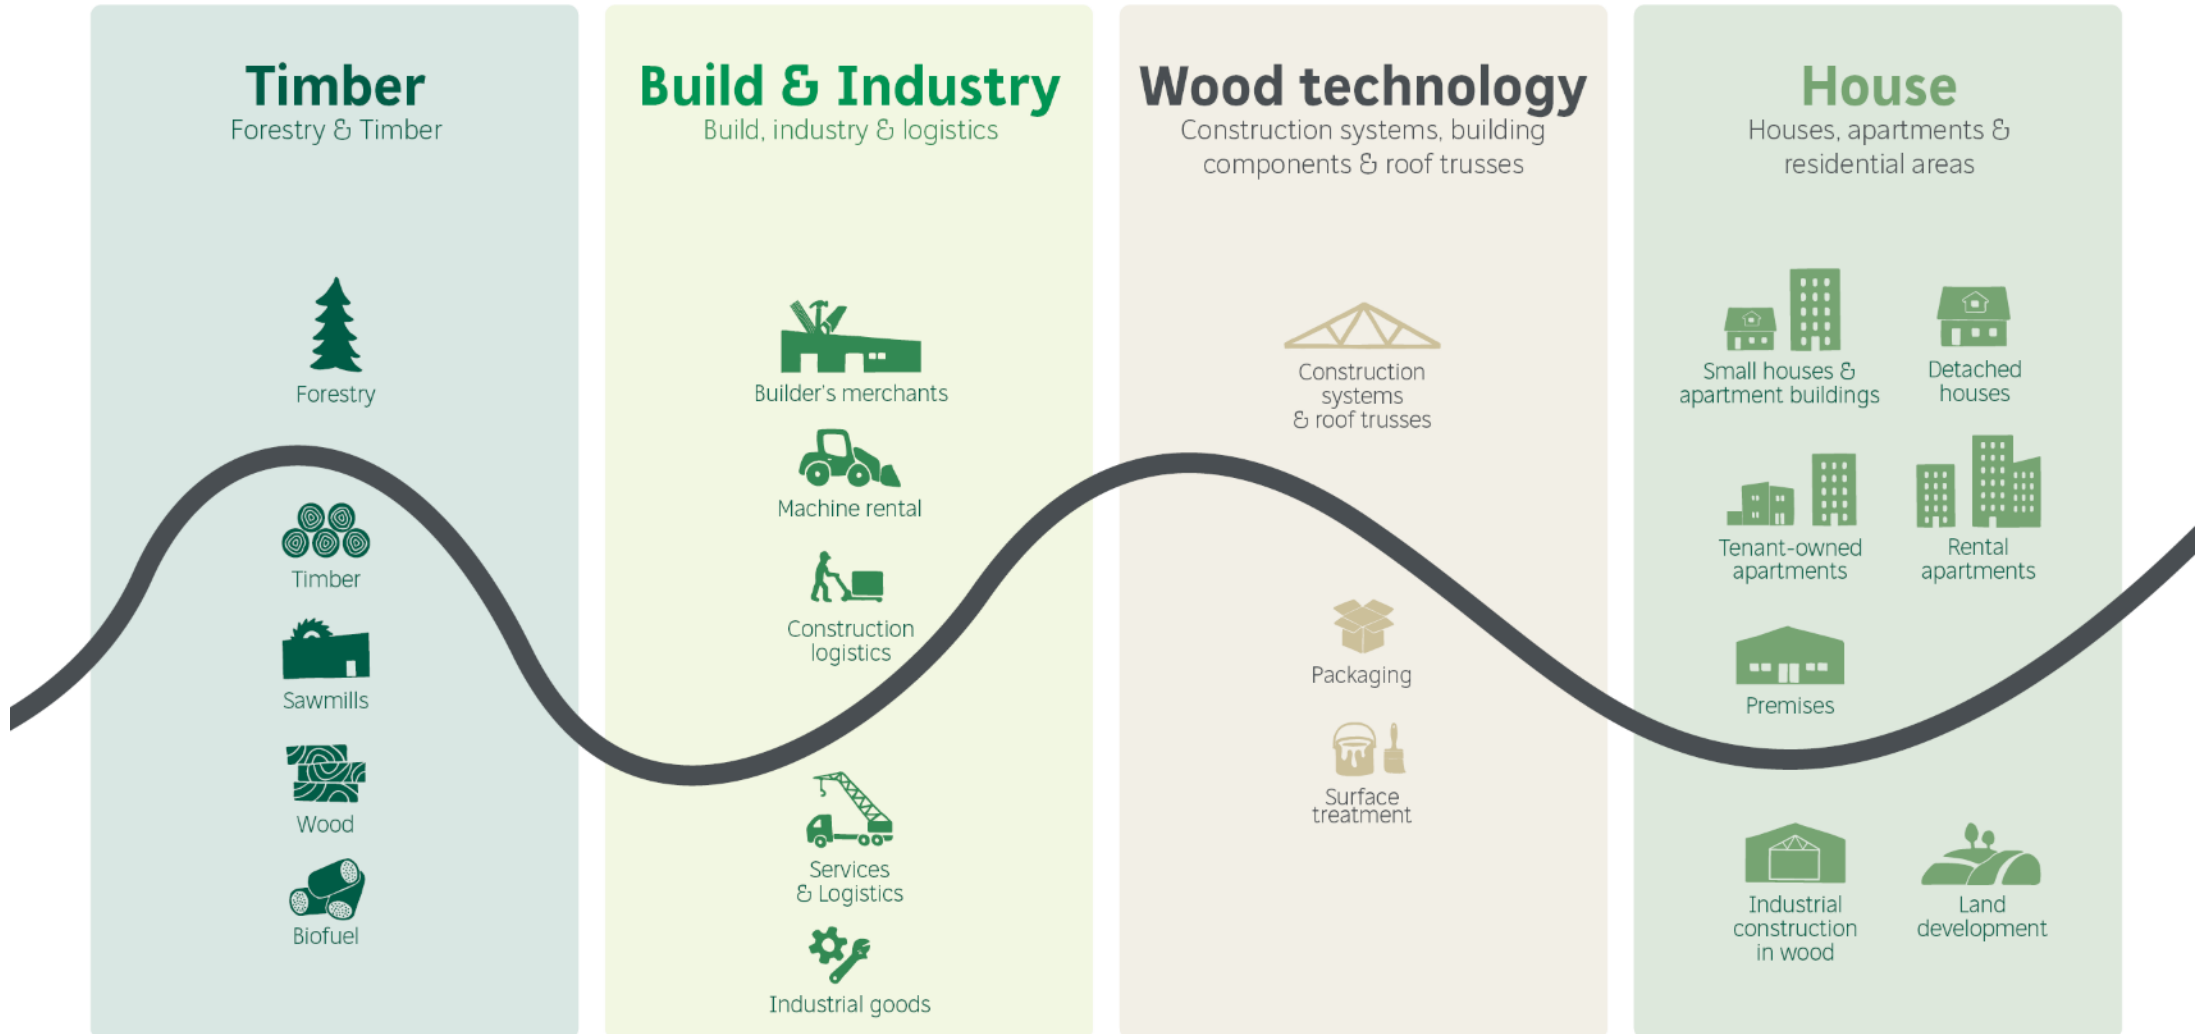 Timber
Forestry & Timber
Forestry
Timber
Sawmills
Wood
Biofuel
Build & Industry
Build, industry & logistics
Builder's merchants
Machine rental
Construction
logistics
Services
& Logistics
Industrial goods
Wood technology
Construction systems, building
components & roof trusses
Construction
systems
& roof trusses
Packaging
Surface
treatment
House
Houses, apartments &
residential areas
Small houses &
apartment buildings
Detached
houses
Tenant-owned
apartments
Rental
apartments
Premises
Industrial
construction
in wood
Land
development